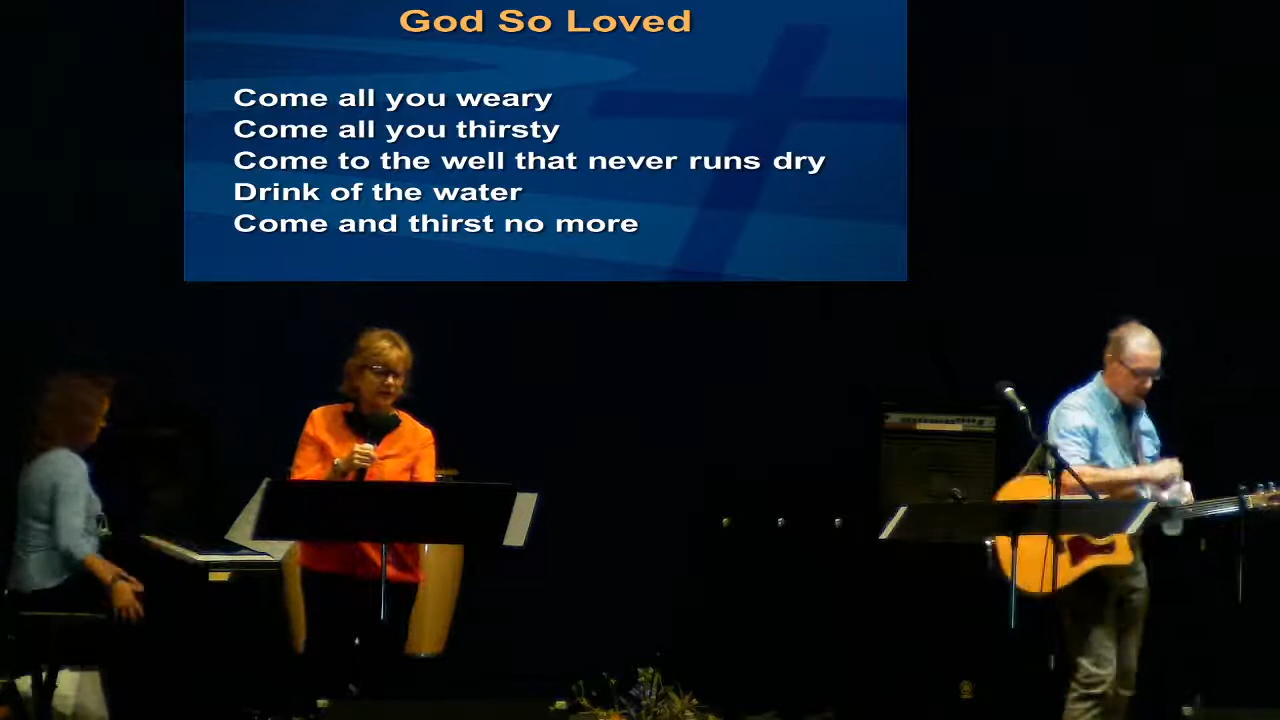 God So Loved
Come all you weary
Come all you thirsty
Come to the well that never runs dry
Drink of the water
Come and thirst no more